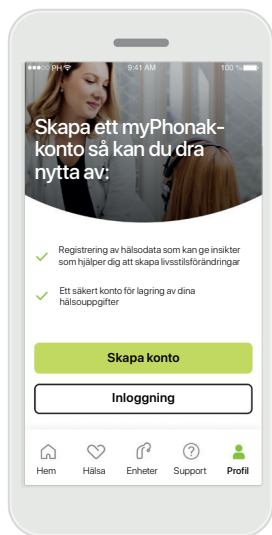 PH 9:41 AM 100 %
Skapa ett myPhonak-
konto så kan du dra
nytta av:
Registrering av hälsodata som kan ge insikter
som hjälper dig att skapa livsstilsförändringar
Ett säkert konto för lagring av dina
hälsouppgifter
Skapa konto
Inloggning
Hem Hälsa Enheter Support Profil